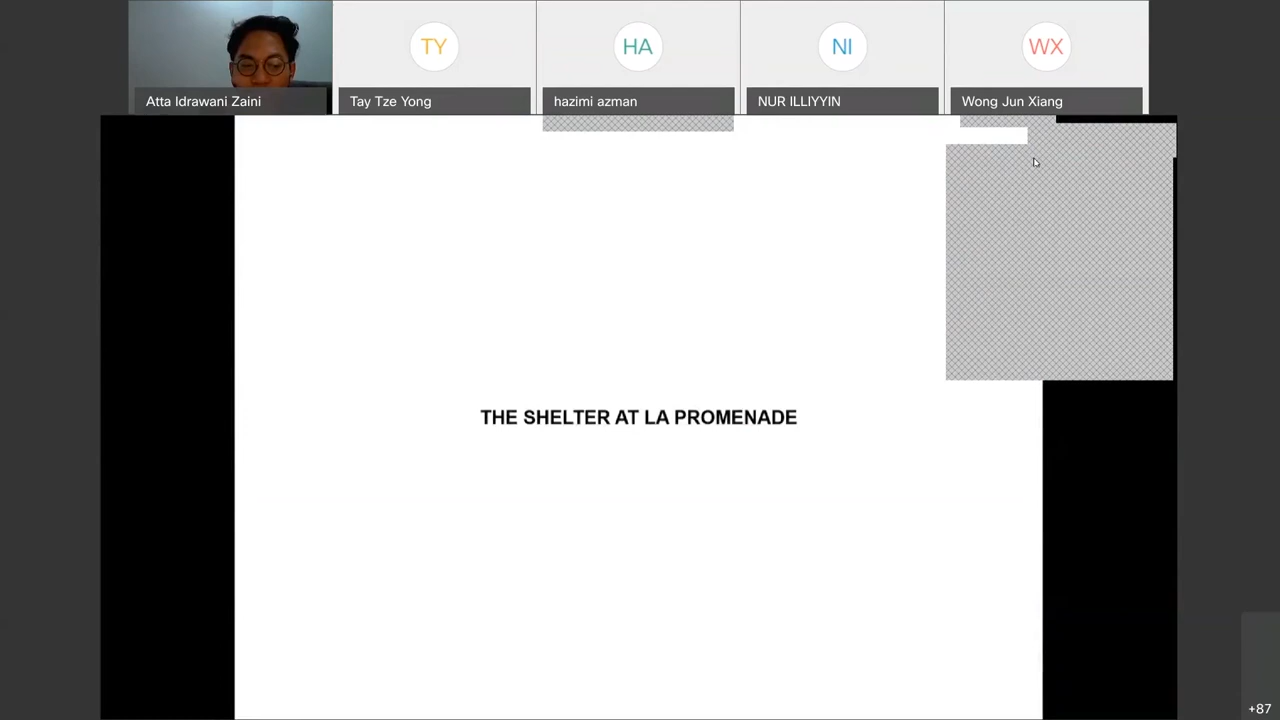 TY
HA
NI
WX
Atta Idrawani Zaini
Tay Tze Yong
hazimi azman
NUR ILLIYYIN
Wong Jun Xiang
THE SHELTER AT LA PROMENADE
+87